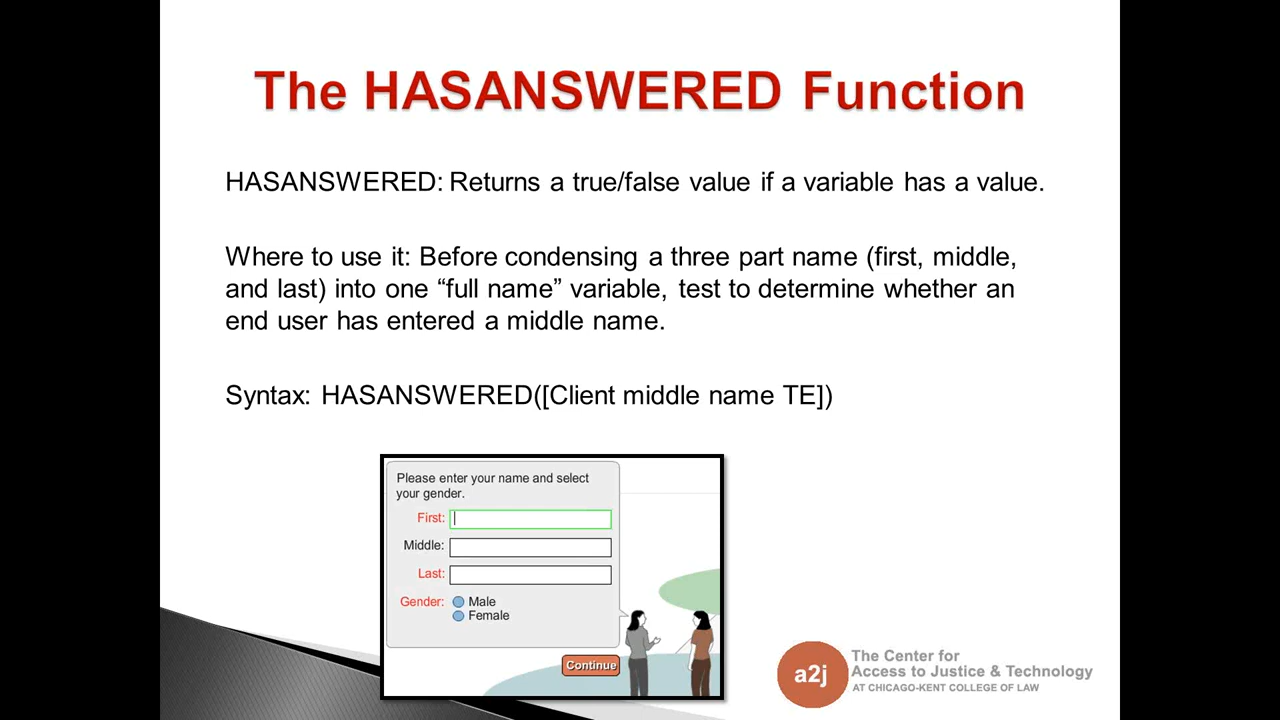 The HASANSWERED Function
HASANSWERED: Returns a true/false value if a variable has a value.
Where to use it: Before condensing a three part name (first, middle,
and last) into one “full name” variable, test to determine whether an
end user has entered a middle name.
Syntax: HASANSWERED([Client middle name TE])
Please enter your name and select
your gender.
First:
Middle:
Last:
Gender: Male
Female
Continue
a2j
The Center for
Access to Justice & Technology
AT CHICAGO-KENT COLLEGE OF LAW